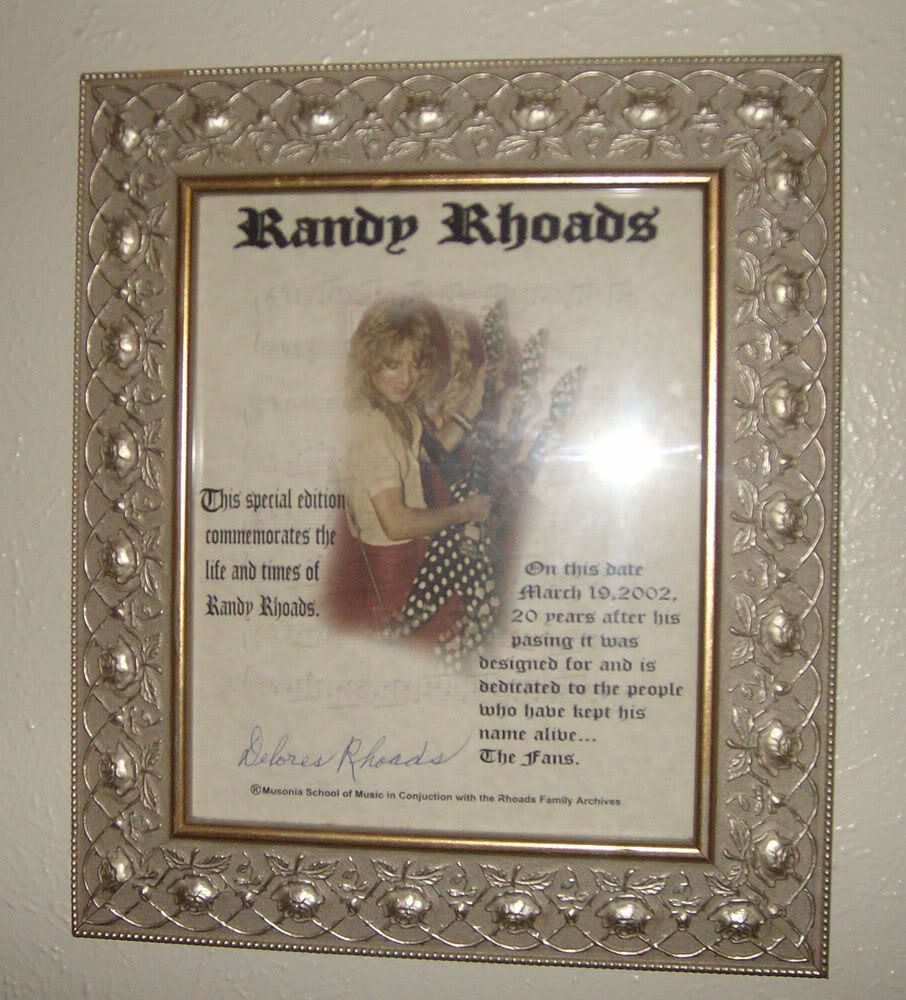 Randy Rhoads
This special edition
commemorates the
life and times of
Randy Rhoads.
On this date
March 19,2002,
20 years after his
pasing it was
designed for and is
dedicated to the people
who have kept his
name alive...
The Fans.
Delores Rhoads
®Musonia School of Music in Conjuction with the Rhoads Family Archives